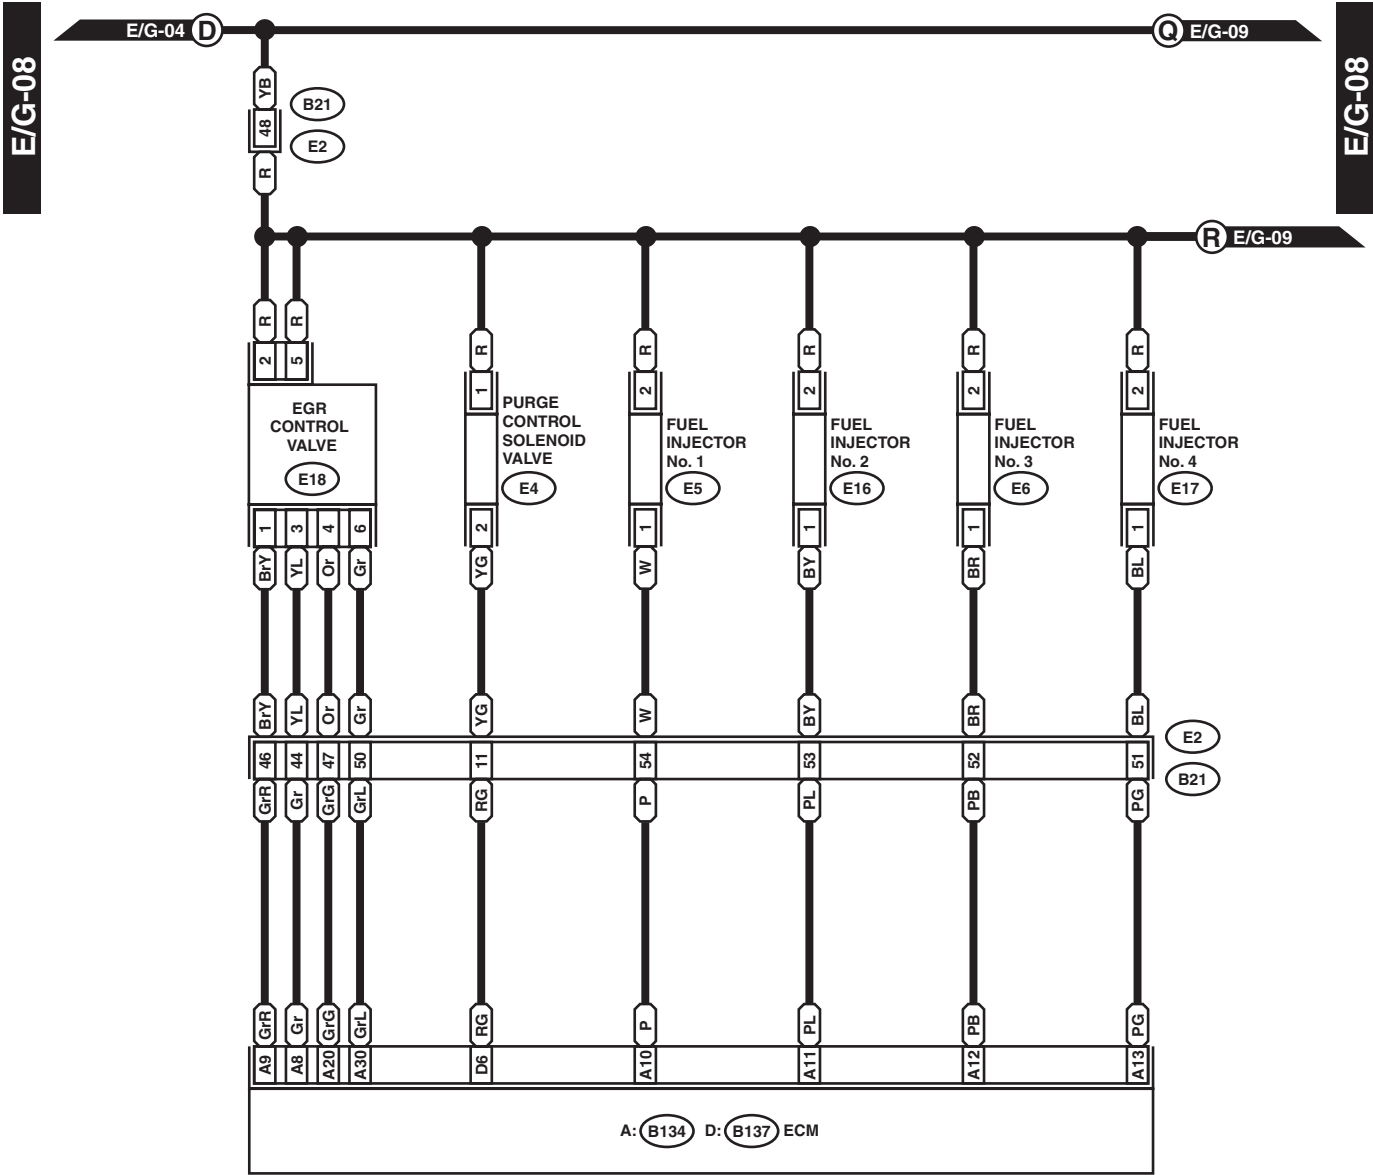 E/G-08
E/G-04 D
Q E/G-09
E/G-08
YB
48
R
B21
E2
R E/G-09
R R R R R R R
2 5 1 2 2 2 2
EGR
CONTROL
VALVE
E18
PURGE
CONTROL
SOLENOID
VALVE
E4
FUEL
INJECTOR
No. 1
E5
FUEL
INJECTOR
No. 2
E16
FUEL
INJECTOR
No. 3
E6
FUEL
INJECTOR
No. 4
E17
1 3 4 6 2 1 1 1 1
BrY YL Or Gr YG W BY BR BL
BrY YL Or Gr YG W BY BR BL
E2
46 44 47 50 11 54 53 52 51
B21
GrR Gr GrG GrL RG P PL PB PG
GrR Gr GrG GrL RG P PL PB PG
A9 A8 A20 A30 D6 A10 A11 A12 A13
A: B134 D: B137 ECM